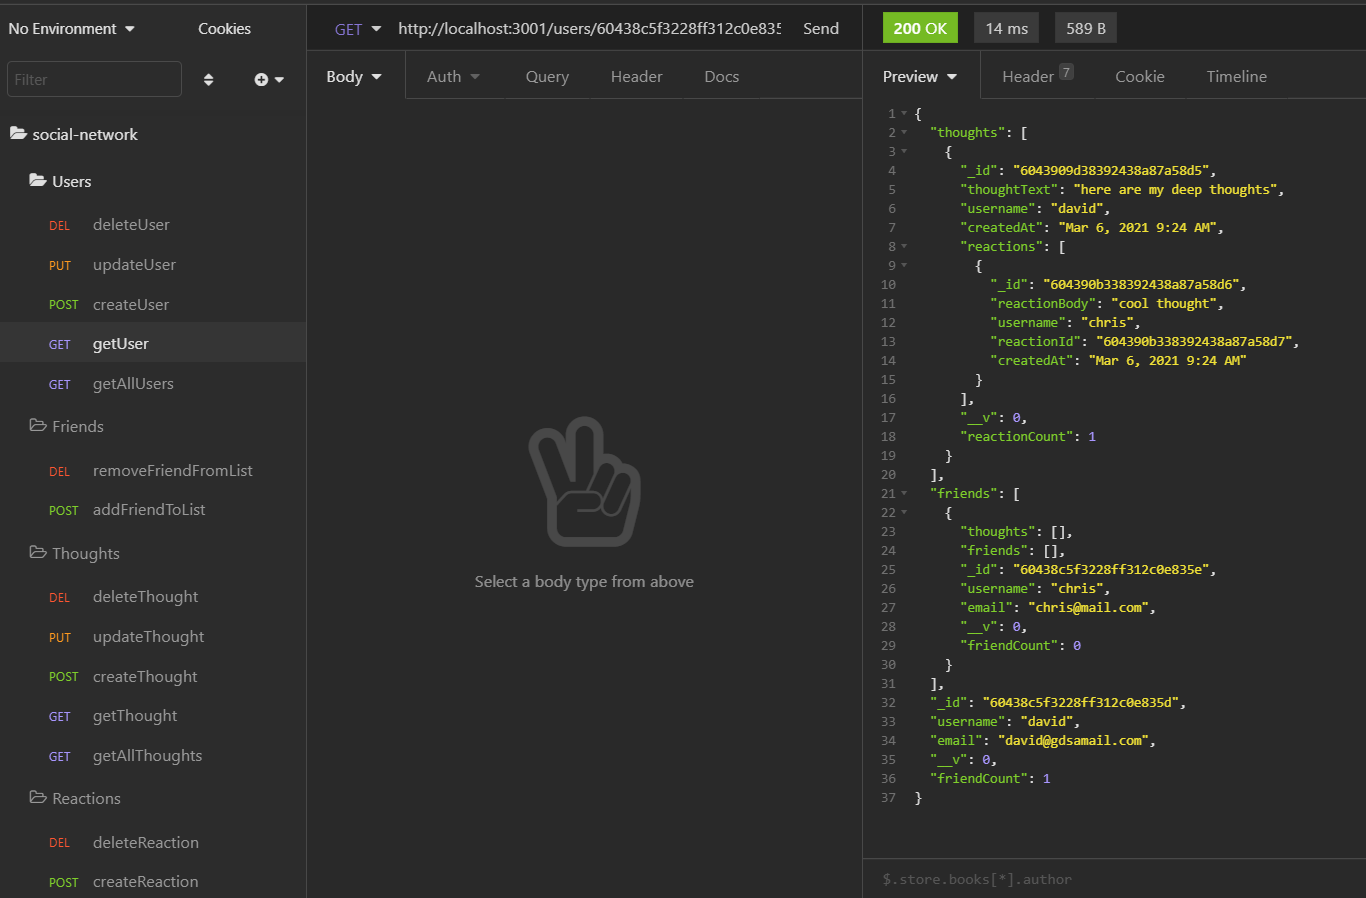 No Environment
Cookies
Filter
social-network
Users
DEL deleteUser
PUT updateUser
POST createUser
GET getUser
GET getAllUsers
Friends
DEL removeFriendFromList
POST addFriendToList
Thoughts
DEL deleteThought
PUT updateThought
POST createThought
GET getThought
GET getAllThoughts
Reactions
DEL deleteReaction
POST createReaction
GET http://localhost:3001/users/60438c5f3228ff312c0e835 Send
Body Auth Query Header Docs
Select a body type from above
200 OK 14 ms 589 B
Preview Header 7 Cookie Timeline
1 {
2 "thoughts": [
3 {
4 "_id": "6043909d38392438a87a58d5",
5 "thoughtText": "here are my deep thoughts",
6 "username": "david",
7 "createdAt": "Mar 6, 2021 9:24 AM",
8 "reactions": [
9 {
10 "_id": "604390b338392438a87a58d6",
11 "reactionBody": "cool thought",
12 "username": "chris",
13 "reactionId": "604390b338392438a87a58d7",
14 "createdAt": "Mar 6, 2021 9:24 AM"
15 }
16 ],
17 "__v": 0,
18 "reactionCount": 1
19 }
20 ],
21 "friends": [
22 {
23 "thoughts": [],
24 "friends": [],
25 "_id": "60438c5f3228ff312c0e835e",
26 "username": "chris",
27 "email": "chris@mail.com",
28 "__v": 0,
29 "friendCount": 0
30 }
31 ],
32 "_id": "60438c5f3228ff312c0e835d",
33 "username": "david",
34 "email": "david@gdsamail.com",
35 "__v": 0,
36 "friendCount": 1
37 }
$.store.books[*].author